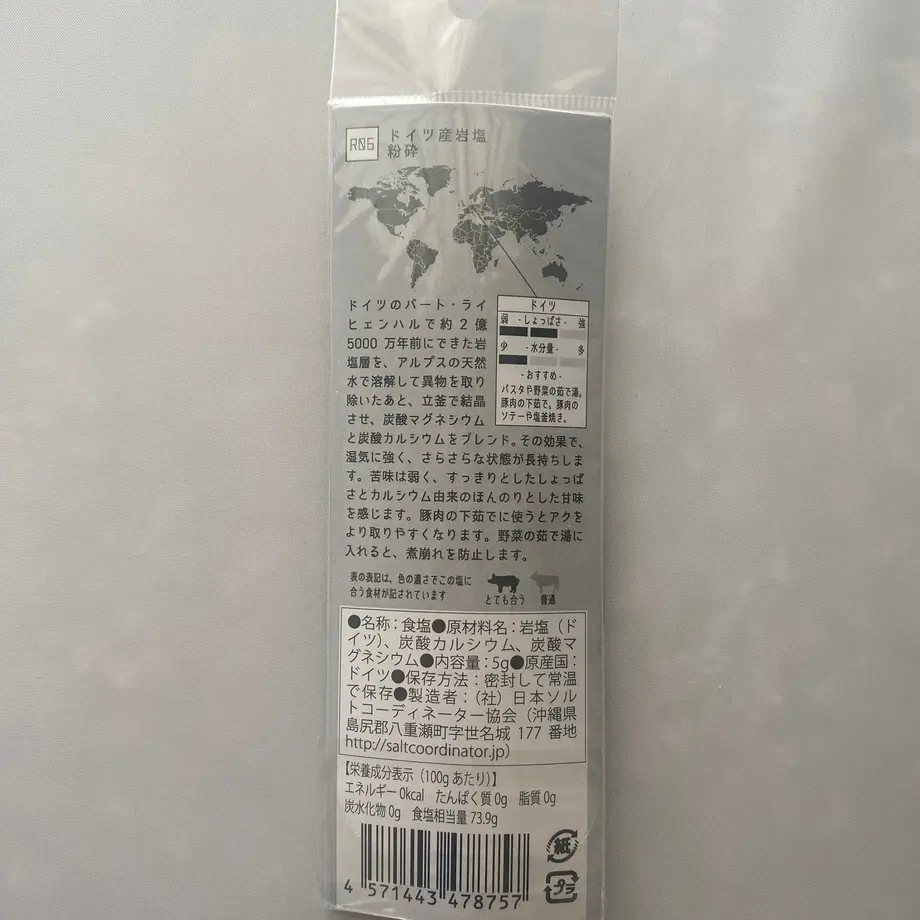 R06
ドイツ産岩塩
粉砕
ドイツ
弱 -しょっぱさ- 強
少 -水分量- 多
-おすすめ-
パスタや野菜の茹で湯。
豚肉の下茹で。豚肉の
ソテーや塩釜焼き。
ドイツのバート・ライ
ヒェンハルで約2億
5000万年前にできた岩
塩層を、アルプスの天然
水で溶解して異物を取り
除いたあと、立釜で結晶
させ、炭酸マグネシウム
と炭酸カルシウムをブレンド。その効果で、
湿気に強く、さらさらな状態が長持ちしま
す。苦味は弱く、すっきりとしたしょっぱ
さとカルシウム由来のほんのりとした甘味
を感じます。豚肉の下茹でに使うとアクを
より取りやすくなります。野菜の茹で湯に
入れると、煮崩れを防止します。
表の表記は、色の濃さでこの塩に
合う食材が記されています
とても合う 普通
●名称：食塩●原材料名：岩塩（ド
イツ）、炭酸カルシウム、炭酸マ
グネシウム●内容量：5g●原産国：
ドイツ●保存方法：密封して常温
で保存●製造者：（社）日本ソル
トコーディネーター協会（沖縄県
島尻郡八重瀬町字世名城 177 番地
http://saltcoordinator.jp）
【栄養成分表示（100gあたり）】
エネルギー0kcal たんぱく質0g 脂質0g
炭水化物0g 食塩相当量73.9g
紙
プラ
4 571443 478757